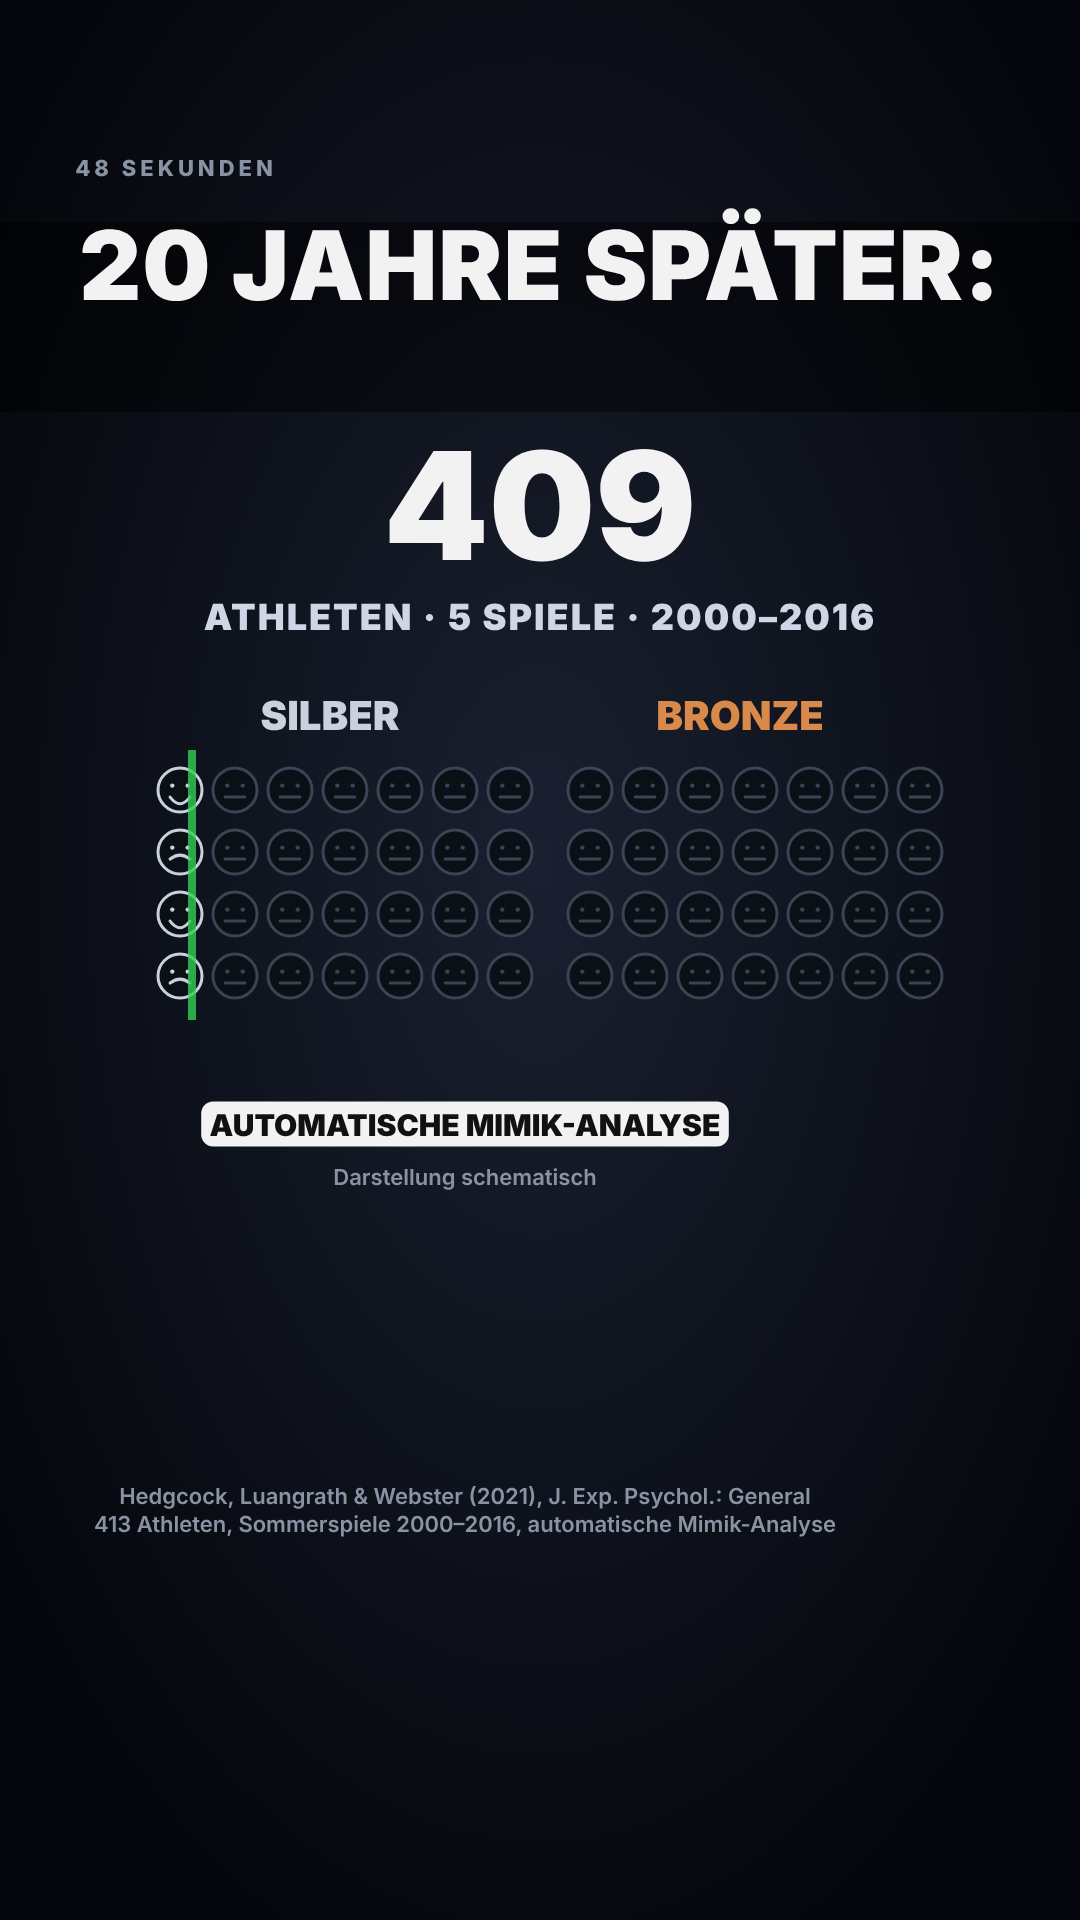 48 SEKUNDEN
20 JAHRE SPÄTER:
409
ATHLETEN · 5 SPIELE · 2000–2016
SILBER
BRONZE
AUTOMATISCHE MIMIK-ANALYSE
Darstellung schematisch
Hedgcock, Luangrath & Webster (2021), J. Exp. Psychol.: General
413 Athleten, Sommerspiele 2000–2016, automatische Mimik-Analyse